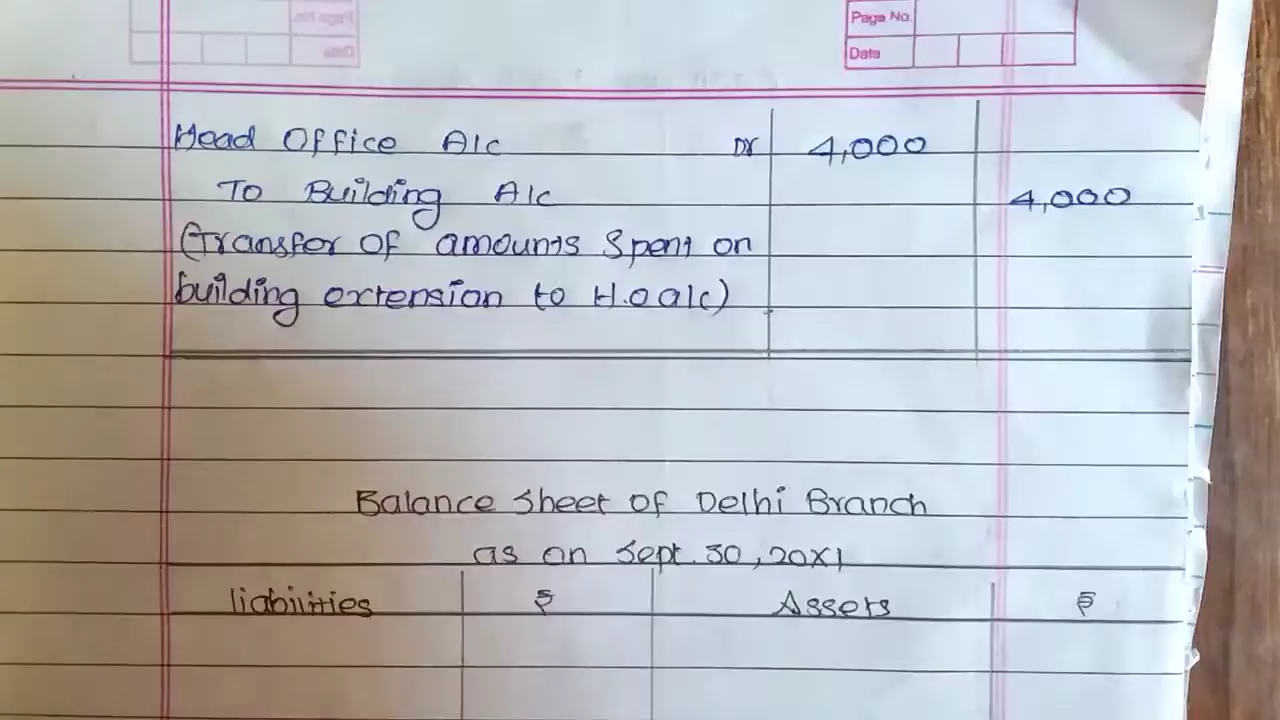 Page No.
Date
Head Office A/c Dr 4,000
To Building A/c 4,000
(Transfer of amounts spent on
building extension to H.O a/c)
Balance Sheet of Delhi Branch
as on Sept. 30, 20X1
liabilities ₹ Assets ₹